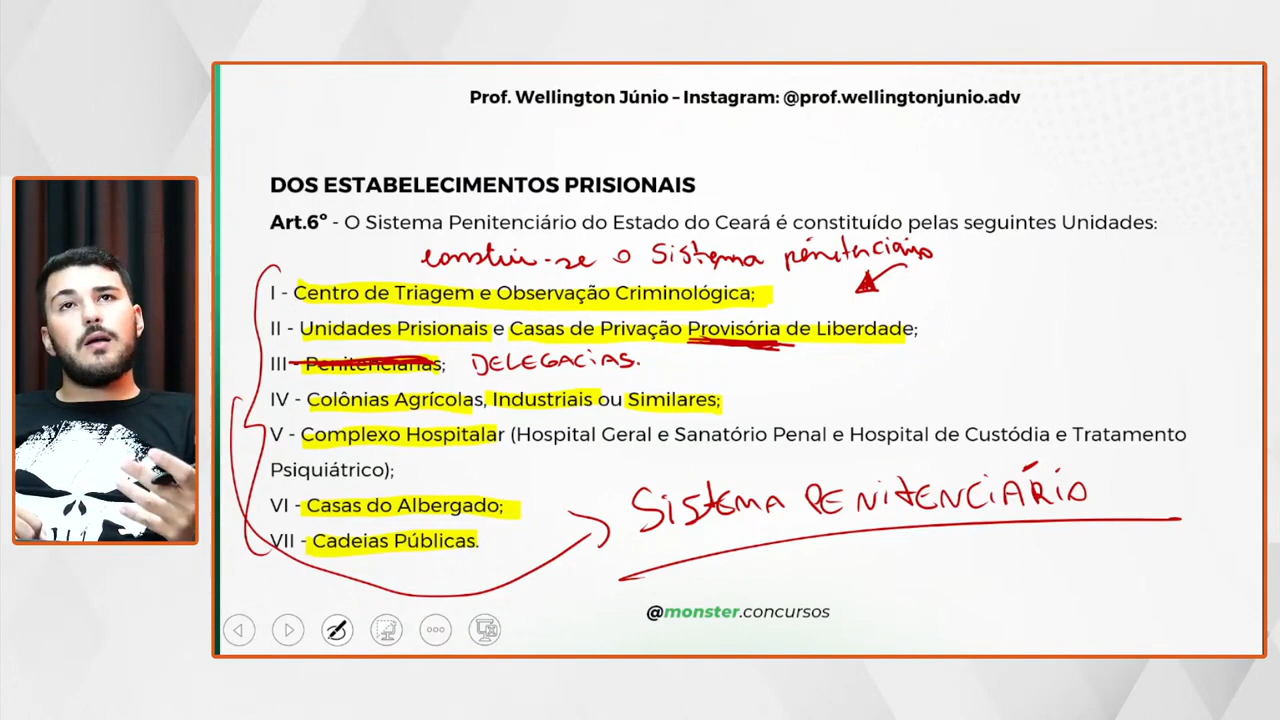 Prof. Wellington Júnio – Instagram: @prof.wellingtonjunio.adv
DOS ESTABELECIMENTOS PRISIONAIS
Art.6º - O Sistema Penitenciário do Estado do Ceará é constituído pelas seguintes Unidades:
constitui-se o Sistema penitenciário
I - Centro de Triagem e Observação Criminológica;
II - Unidades Prisionais e Casas de Privação Provisória de Liberdade;
III - Penitenciárias; DELEGACIAS.
IV - Colônias Agrícolas, Industriais ou Similares;
V - Complexo Hospitalar (Hospital Geral e Sanatório Penal e Hospital de Custódia e Tratamento
Psiquiátrico);
VI - Casas do Albergado;
SISTEMA PENITENCIÁRIO
VII - Cadeias Públicas.
@monster.concursos